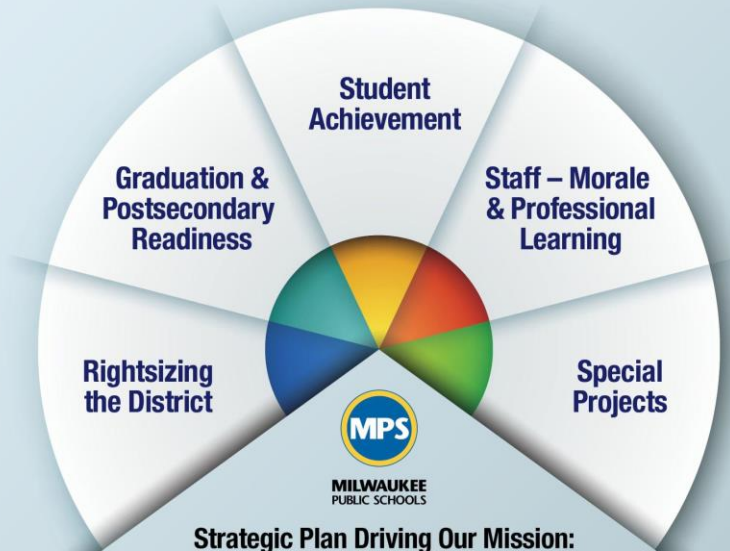 Student
Achievement
Graduation &
Postsecondary
Readiness
Staff – Morale
& Professional
Learning
Rightsizing
the District
Special
Projects
MPS
MILWAUKEE
PUBLIC SCHOOLS
Strategic Plan Driving Our Mission: